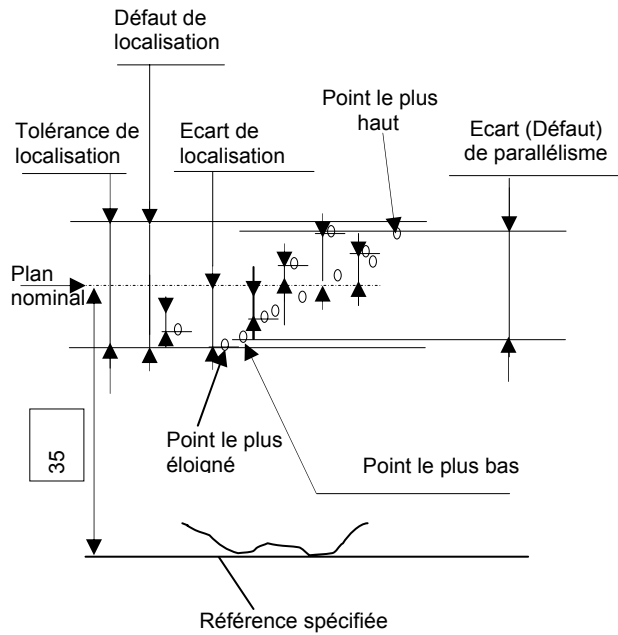 Défaut de
localisation
Point le plus
haut
Tolérance de
localisation
Ecart de
localisation
Ecart (Défaut)
de parallélisme
Plan
nominal
35
Point le plus
éloigné
Point le plus bas
Référence spécifiée